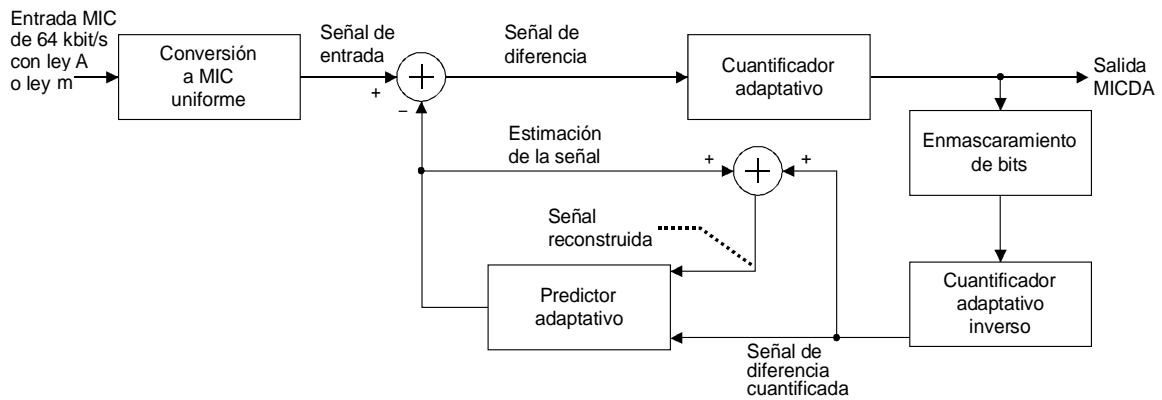 Entrada MIC
de 64 kbit/s
con ley A
o ley m
Conversión
a MIC
uniforme
Señal de
entrada
+
−
Señal de
diferencia
Cuantificador
adaptativo
Salida
MICDA
Enmascaramiento
de bits
Estimación
de la señal
+
+
Señal
reconstruida
Predictor
adaptativo
Cuantificador
adaptativo
inverso
Señal de
diferencia
cuantificada